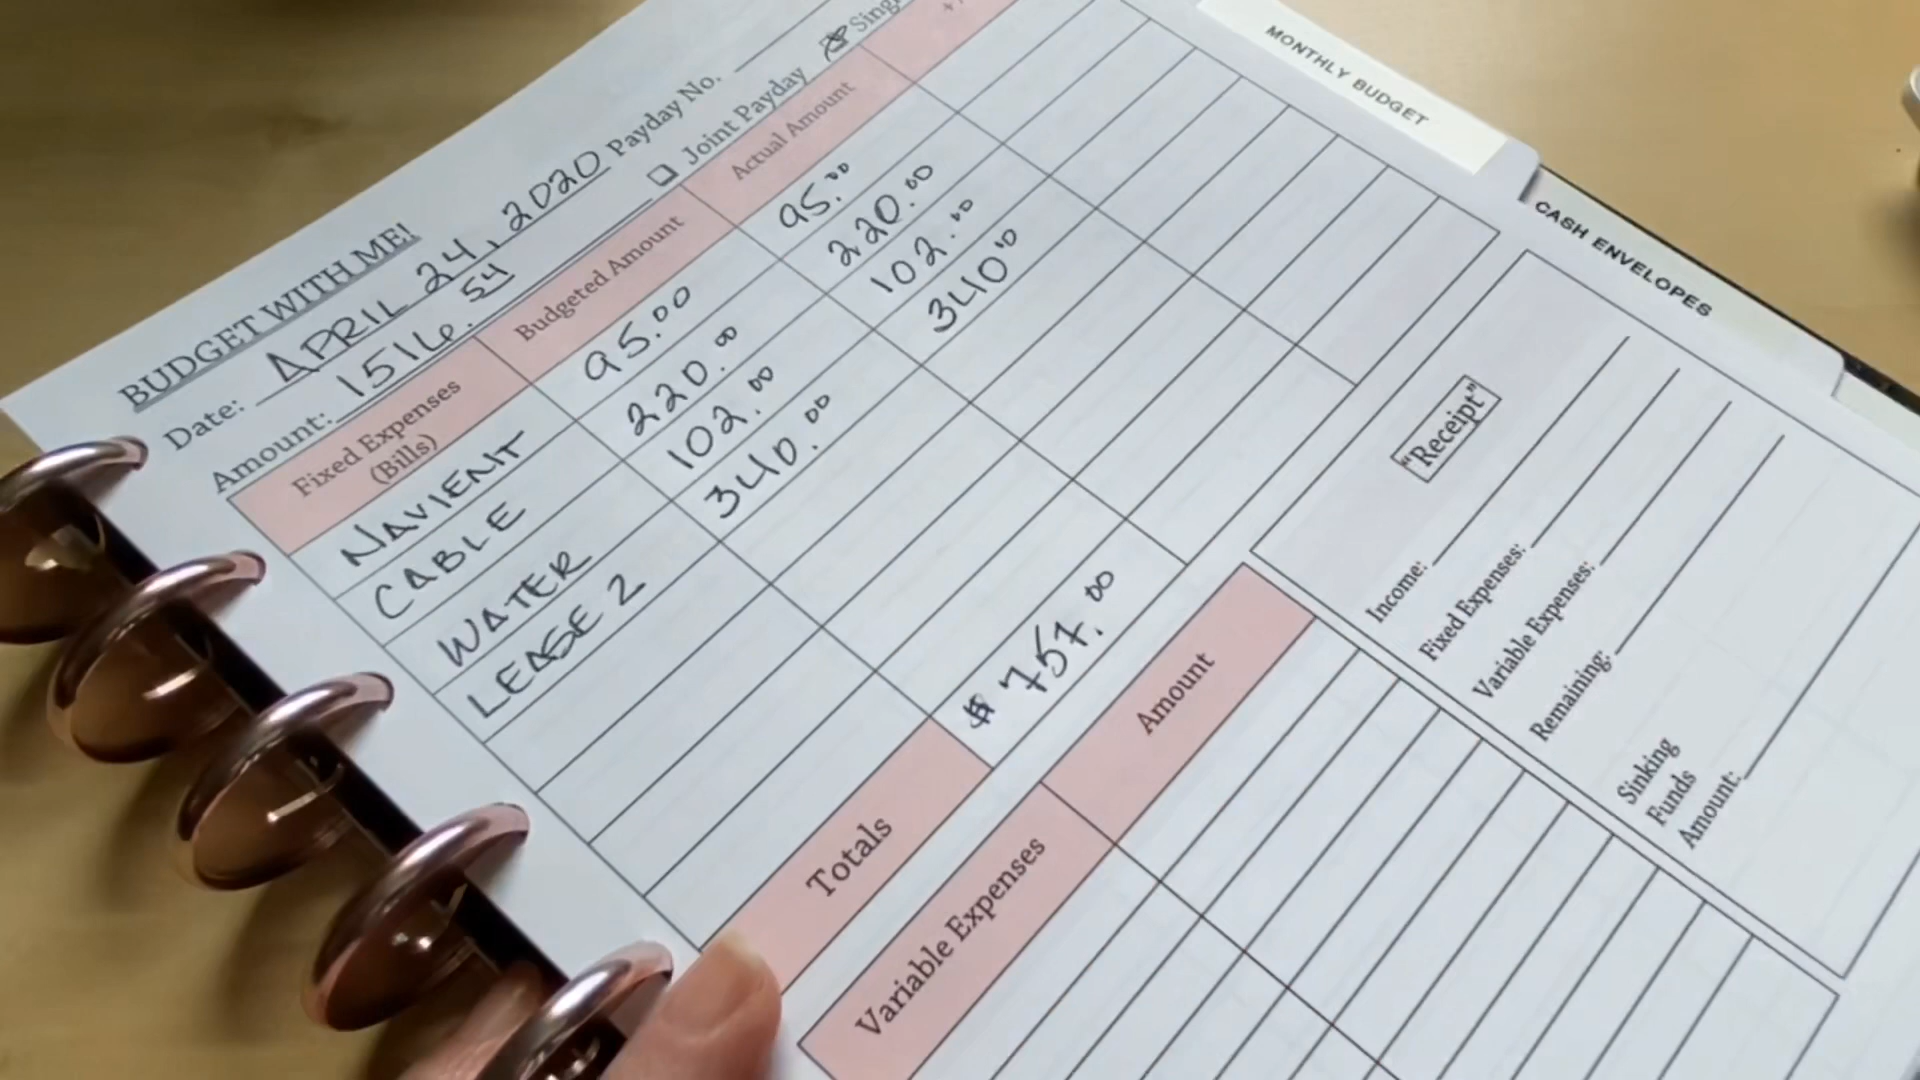 MONTHLY BUDGET
CASH ENVELOPES
BUDGET WITH ME!
Date: APRIL 24, 2020 Payday No.
Amount: 1516.54 Joint Payday
Fixed Expenses (Bills) Budgeted Amount Actual Amount
NAVIENT 95.00 95.00
CABLE 220.00 220.00
WATER 102.00 102.00
LEASE 2 340.00 340.00
Totals $ 757.00
Variable Expenses Amount
"Receipt"
Income:
Fixed Expenses:
Variable Expenses:
Remaining:
Sinking
Funds
Amount: